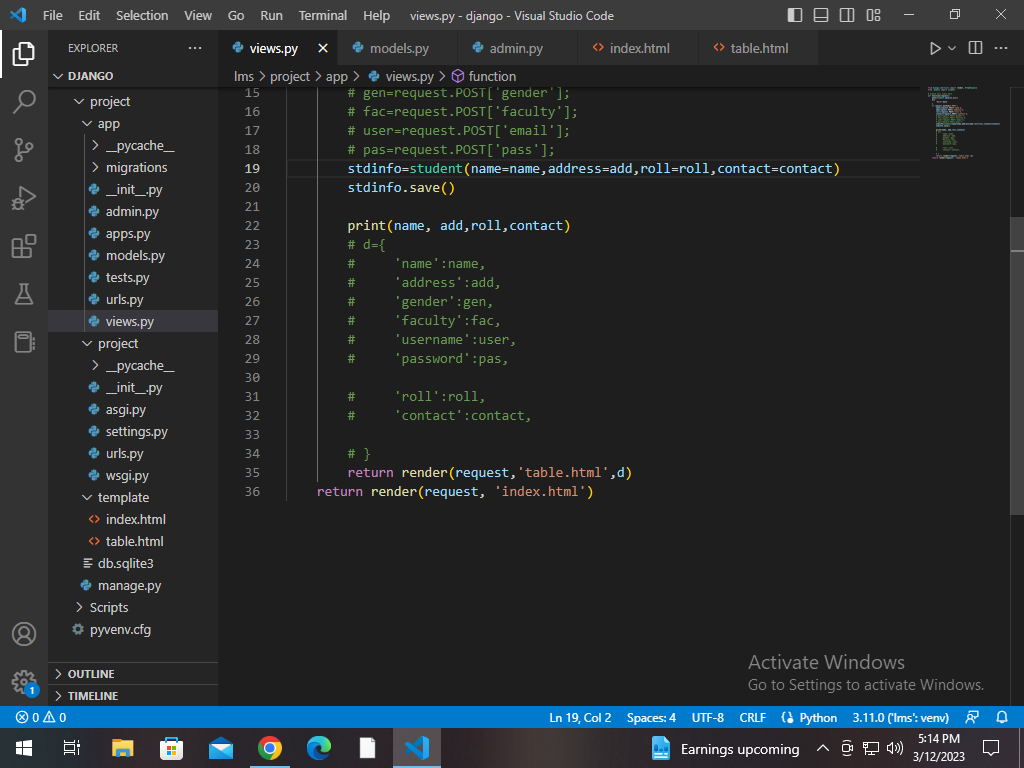 File Edit Selection View Go Run Terminal Help views.py - django - Visual Studio Code
EXPLORER
views.py models.py admin.py index.html table.html
DJANGO
lms > project > app > views.py > function
project
app
__pycache__
migrations
__init__.py
admin.py
apps.py
models.py
tests.py
urls.py
views.py
project
__pycache__
__init__.py
asgi.py
settings.py
urls.py
wsgi.py
template
index.html
table.html
db.sqlite3
manage.py
Scripts
pyvenv.cfg
OUTLINE
TIMELINE
15 # gen=request.POST['gender'];
16 # fac=request.POST['faculty'];
17 # user=request.POST['email'];
18 # pas=request.POST['pass'];
19 stdinfo=student(name=name,address=add,roll=roll,contact=contact)
20 stdinfo.save()
21
22 print(name, add,roll,contact)
23 # d={
24 # 'name':name,
25 # 'address':add,
26 # 'gender':gen,
27 # 'faculty':fac,
28 # 'username':user,
29 # 'password':pas,
30
31 # 'roll':roll,
32 # 'contact':contact,
33
34 # }
35 return render(request,'table.html',d)
36 return render(request, 'index.html')
Activate Windows
Go to Settings to activate Windows.
1
0 0 Ln 19, Col 2 Spaces: 4 UTF-8 CRLF Python 3.11.0 ('lms': venv)
Earnings upcoming
5:14 PM
3/12/2023